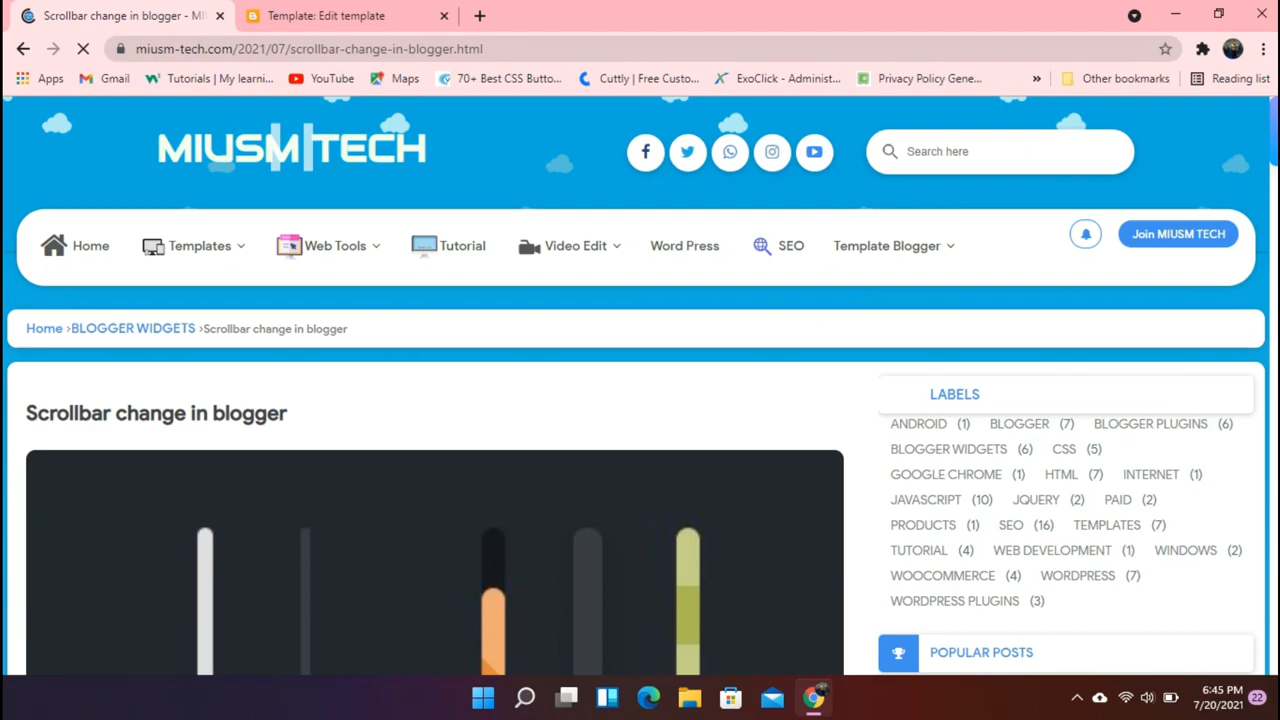 Scrollbar change in blogger - MI
Template: Edit template
miusm-tech.com/2021/07/scrollbar-change-in-blogger.html
Apps
Gmail
Tutorials | My learni...
YouTube
Maps
70+ Best CSS Butto...
Cuttly | Free Custo...
ExoClick - Administ...
Privacy Policy Gene...
»
Other bookmarks
Reading list
MIUSM TECH
Search here
Home
Templates
Web Tools
Tutorial
Video Edit
Word Press
SEO
Template Blogger
Join MIUSM TECH
Home ›BLOGGER WIDGETS ›Scrollbar change in blogger
Scrollbar change in blogger
LABELS
ANDROID (1) BLOGGER (7) BLOGGER PLUGINS (6)
BLOGGER WIDGETS (6) CSS (5)
GOOGLE CHROME (1) HTML (7) INTERNET (1)
JAVASCRIPT (10) JQUERY (2) PAID (2)
PRODUCTS (1) SEO (16) TEMPLATES (7)
TUTORIAL (4) WEB DEVELOPMENT (1) WINDOWS (2)
WOOCOMMERCE (4) WORDPRESS (7)
WORDPRESS PLUGINS (3)
POPULAR POSTS
6:45 PM
7/20/2021
22